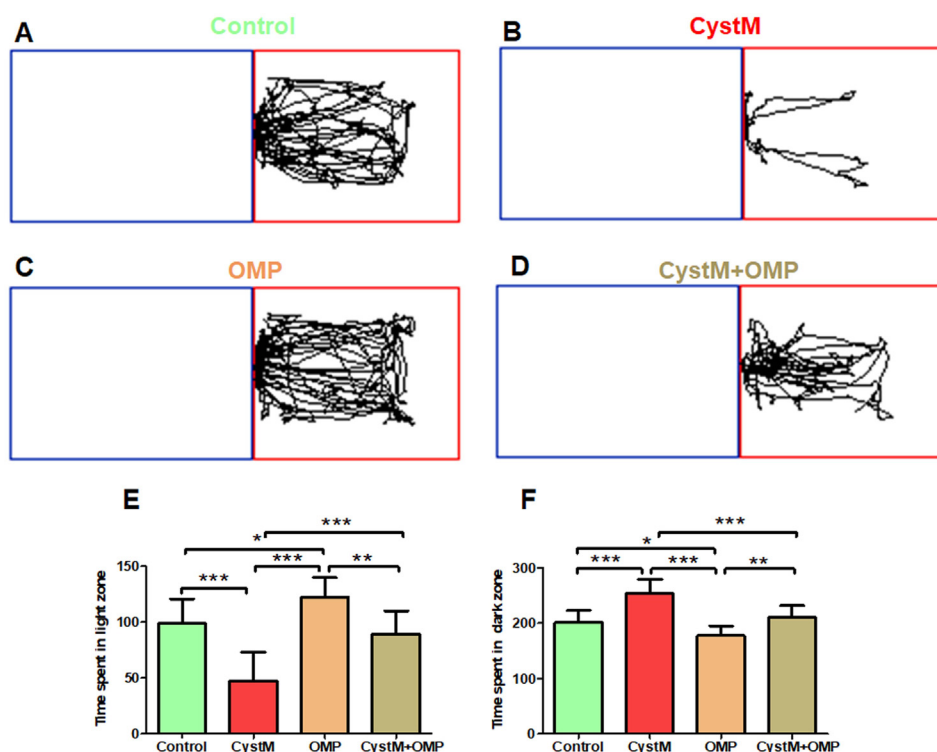 A
Control
B
CystM
C
OMP
D
CystM+OMP
E
***
*
***
**
***
150
100
50
0
Time spent in light zone
Control
CystM
OMP
CystM+OMP
F
***
*
***
***
**
300
200
100
0
Time spent in dark zone
Control
CystM
OMP
CystM+OMP